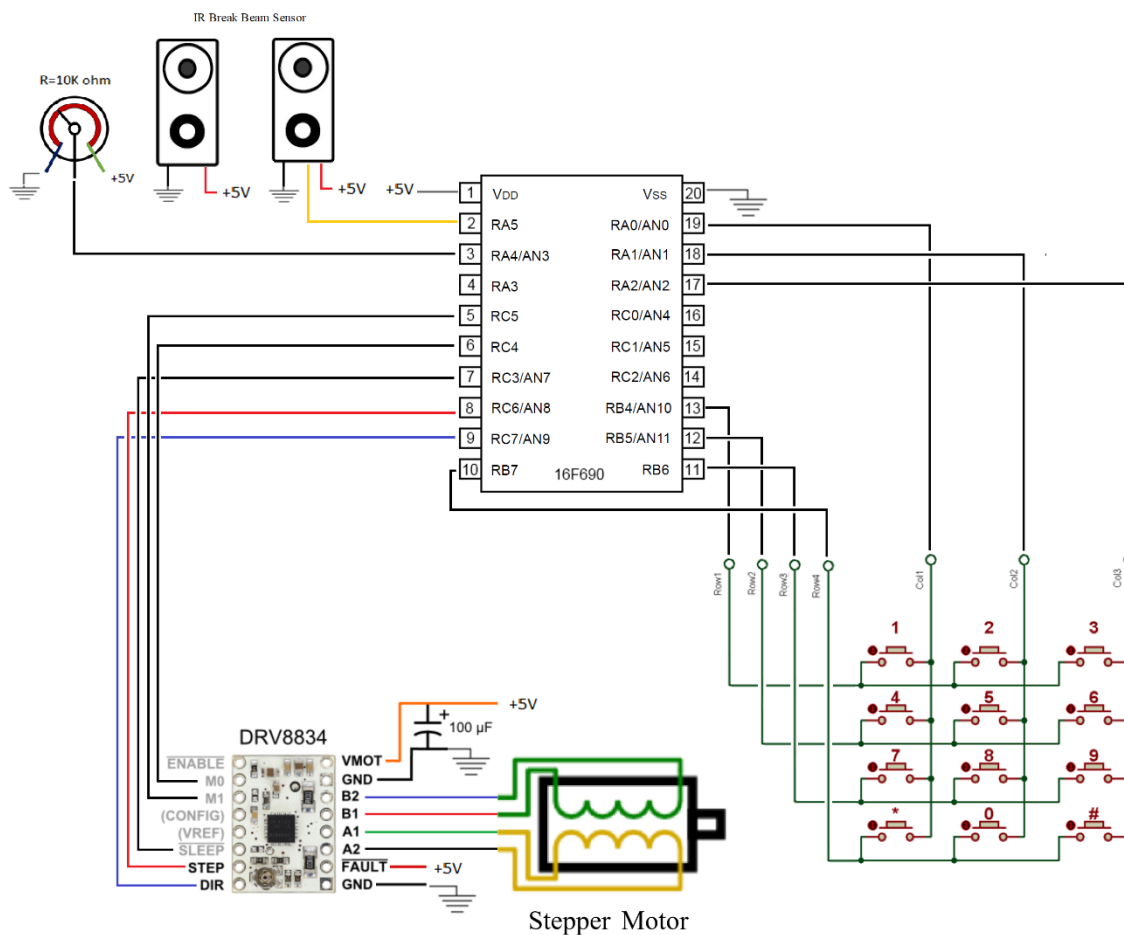 IR Break Beam Sensor
R=10K ohm
+5V
+5V
+5V
+5V
1 VDD VSS 20
2 RA5 RA0/AN0 19
3 RA4/AN3 RA1/AN1 18
4 RA3 RA2/AN2 17
5 RC5 RC0/AN4 16
6 RC4 RC1/AN5 15
7 RC3/AN7 RC2/AN6 14
8 RC6/AN8 RB4/AN10 13
9 RC7/AN9 RB5/AN11 12
10 RB7 16F690 RB6 11
Row1
Row2
Row3
Row4
Col1
Col2
Col3
1 2 3
4 5 6
7 8 9
* 0 #
+5V
+
100 µF
DRV8834
ENABLE VMOT
M0 GND
M1 B2
(CONFIG) B1
(VREF) A1
SLEEP A2
STEP FAULT +5V
DIR GND
Stepper Motor